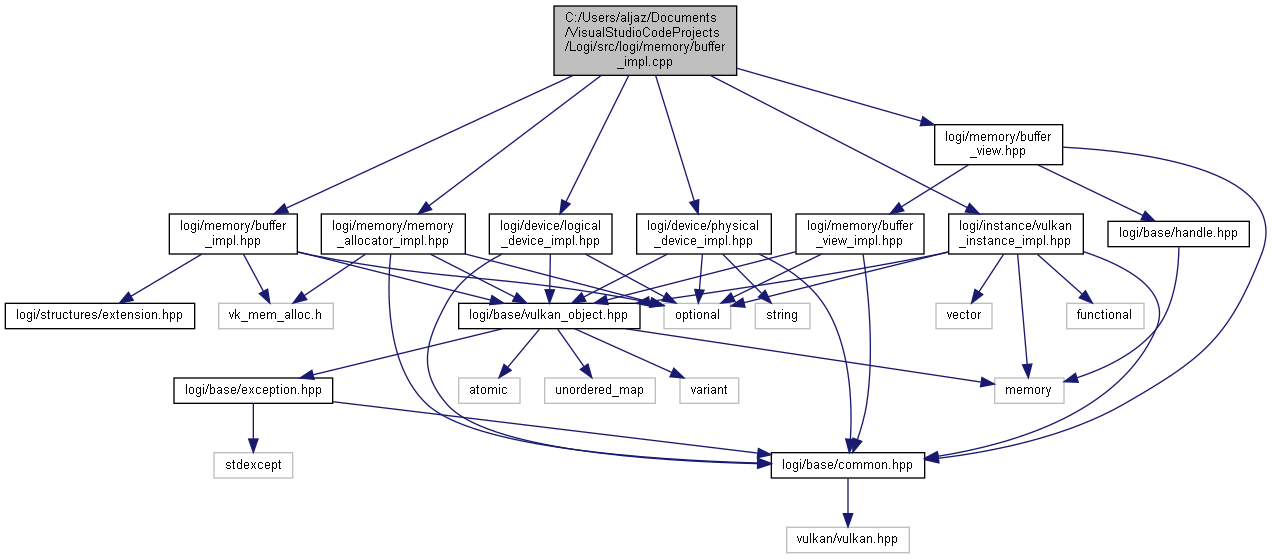 C:/Users/aljaz/Documents
/VisualStudioCodeProjects
/Logi/src/logi/memory/buffer
_impl.cpp
logi/memory/buffer
_view.hpp
logi/memory/buffer
_impl.hpp
logi/memory/memory
_allocator_impl.hpp
logi/device/logical
_device_impl.hpp
logi/device/physical
_device_impl.hpp
logi/memory/buffer
_view_impl.hpp
logi/instance/vulkan
_instance_impl.hpp
logi/base/handle.hpp
logi/structures/extension.hpp
vk_mem_alloc.h
logi/base/vulkan_object.hpp
optional
string
vector
functional
logi/base/exception.hpp
atomic
unordered_map
variant
memory
stdexcept
logi/base/common.hpp
vulkan/vulkan.hpp